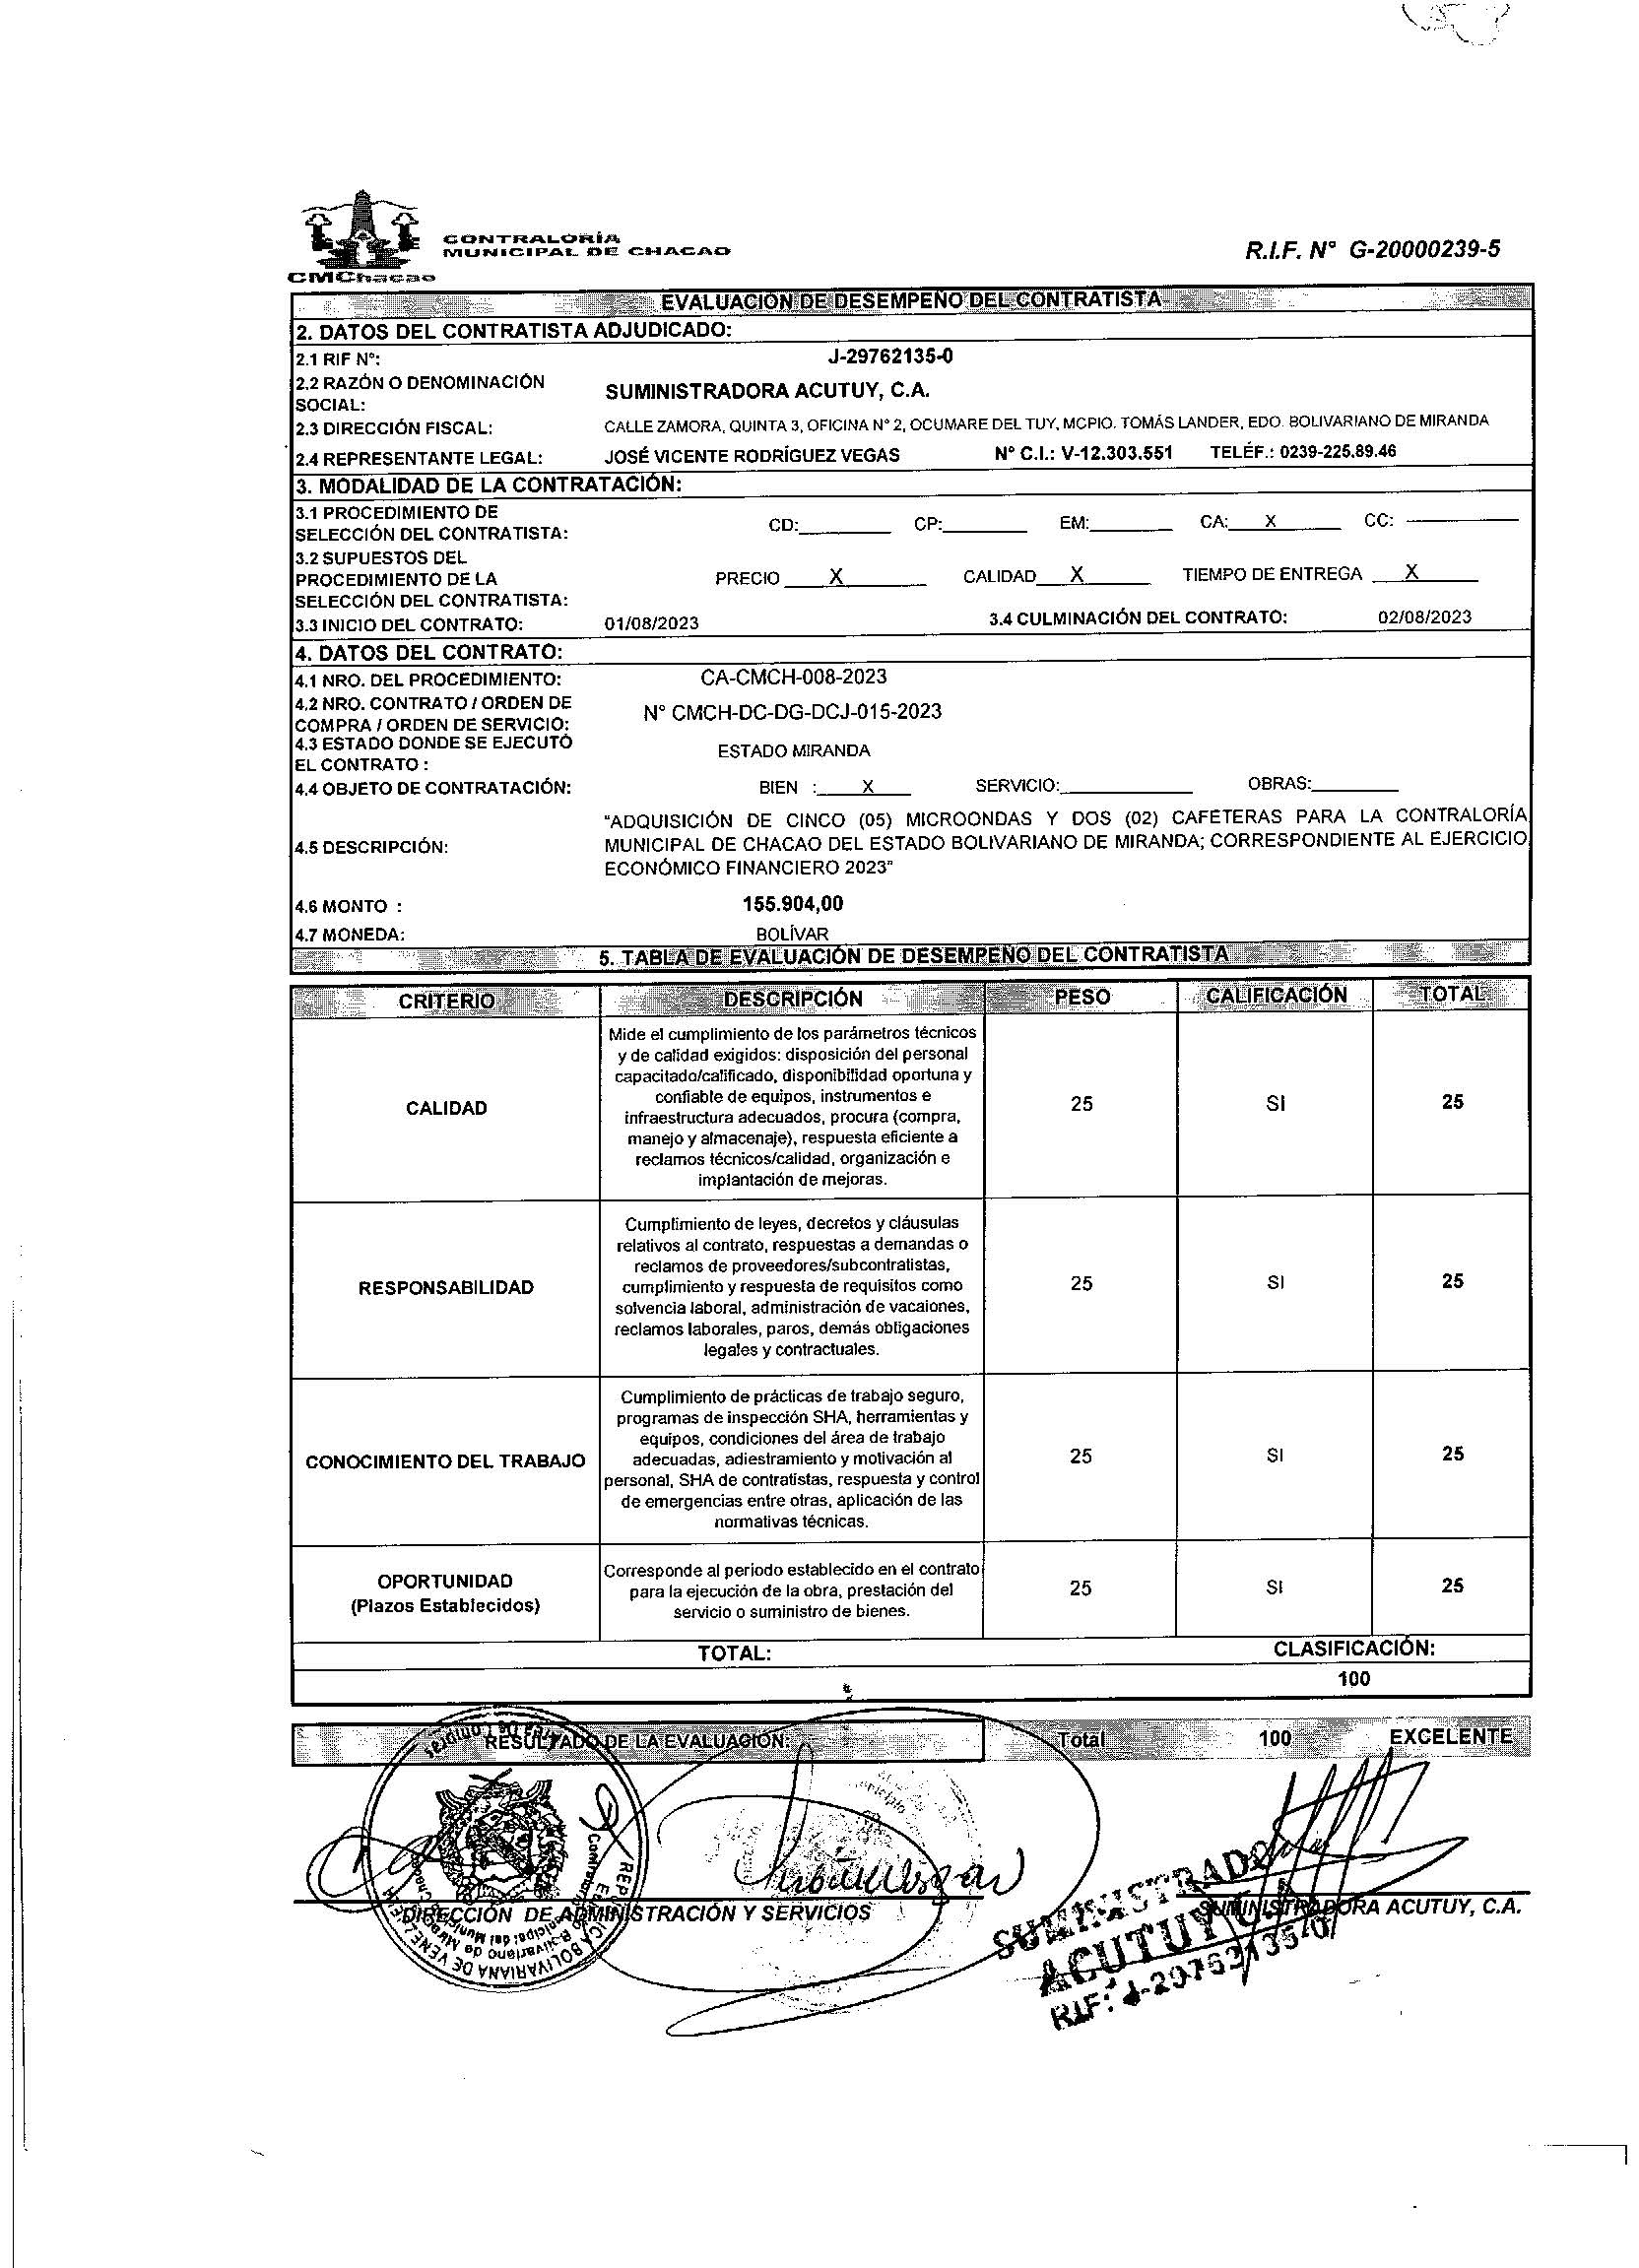 CONTRALORÍA
MUNICIPAL DE CHACAO
CMChacao
R.I.F. N° G-20000239-5
EVALUACIÓN DE DESEMPEÑO DEL CONTRATISTA
2. DATOS DEL CONTRATISTA ADJUDICADO:
2.1 RIF N°: J-29762135-0
2.2 RAZÓN O DENOMINACIÓN
SOCIAL:
SUMINISTRADORA ACUTUY, C.A.
2.3 DIRECCIÓN FISCAL: CALLE ZAMORA, QUINTA 3, OFICINA N° 2, OCUMARE DEL TUY, MCPIO. TOMÁS LANDER, EDO. BOLIVARIANO DE MIRANDA
2.4 REPRESENTANTE LEGAL: JOSÉ VICENTE RODRÍGUEZ VEGAS N° C.I.: V-12.303.551 TELÉF.: 0239-225.89.46
3. MODALIDAD DE LA CONTRATACIÓN:
3.1 PROCEDIMIENTO DE
SELECCIÓN DEL CONTRATISTA:
CD: CP: EM: CA: X CC:
3.2 SUPUESTOS DEL
PROCEDIMIENTO DE LA
SELECCIÓN DEL CONTRATISTA:
PRECIO X CALIDAD X TIEMPO DE ENTREGA X
3.3 INICIO DEL CONTRATO: 01/08/2023 3.4 CULMINACIÓN DEL CONTRATO: 02/08/2023
4. DATOS DEL CONTRATO:
4.1 NRO. DEL PROCEDIMIENTO: CA-CMCH-008-2023
4.2 NRO. CONTRATO / ORDEN DE
COMPRA / ORDEN DE SERVICIO:
N° CMCH-DC-DG-DCJ-015-2023
4.3 ESTADO DONDE SE EJECUTÓ
EL CONTRATO :
ESTADO MIRANDA
4.4 OBJETO DE CONTRATACIÓN: BIEN : X SERVICIO: OBRAS:
4.5 DESCRIPCIÓN:
"ADQUISICIÓN DE CINCO (05) MICROONDAS Y DOS (02) CAFETERAS PARA LA CONTRALORÍA
MUNICIPAL DE CHACAO DEL ESTADO BOLIVARIANO DE MIRANDA; CORRESPONDIENTE AL EJERCICIO
ECONÓMICO FINANCIERO 2023"
4.6 MONTO : 155.904,00
4.7 MONEDA: BOLÍVAR
5. TABLA DE EVALUACIÓN DE DESEMPEÑO DEL CONTRATISTA
CRITERIO DESCRIPCIÓN PESO CALIFICACIÓN TOTAL
CALIDAD
Mide el cumplimiento de los parámetros técnicos
y de calidad exigidos: disposición del personal
capacitado/calificado, disponibilidad oportuna y
confiable de equipos, instrumentos e
infraestructura adecuados, procura (compra,
manejo y almacenaje), respuesta eficiente a
reclamos técnicos/calidad, organización e
implantación de mejoras.
25 SI 25
RESPONSABILIDAD
Cumplimiento de leyes, decretos y cláusulas
relativos al contrato, respuestas a demandas o
reclamos de proveedores/subcontratistas,
cumplimiento y respuesta de requisitos como
solvencia laboral, administración de vacaiones,
reclamos laborales, paros, demás obligaciones
legales y contractuales.
25 SI 25
CONOCIMIENTO DEL TRABAJO
Cumplimiento de prácticas de trabajo seguro,
programas de inspección SHA, herramientas y
equipos, condiciones del área de trabajo
adecuadas, adiestramiento y motivación al
personal, SHA de contratistas, respuesta y control
de emergencias entre otras, aplicación de las
normativas técnicas.
25 SI 25
OPORTUNIDAD
(Plazos Establecidos)
Corresponde al periodo establecido en el contrato
para la ejecución de la obra, prestación del
servicio o suministro de bienes.
25 SI 25
TOTAL: CLASIFICACIÓN:
100
RESULTADO DE LA EVALUACIÓN: Total 100 EXCELENTE
DIRECCIÓN DE ADMINISTRACIÓN Y SERVICIOS
SUMINISTRADORA ACUTUY, C.A.
REPÚBLICA BOLIVARIANA DE VENE
SUMINISTRADORA
ACUTUY
RIF: J-29762135-0